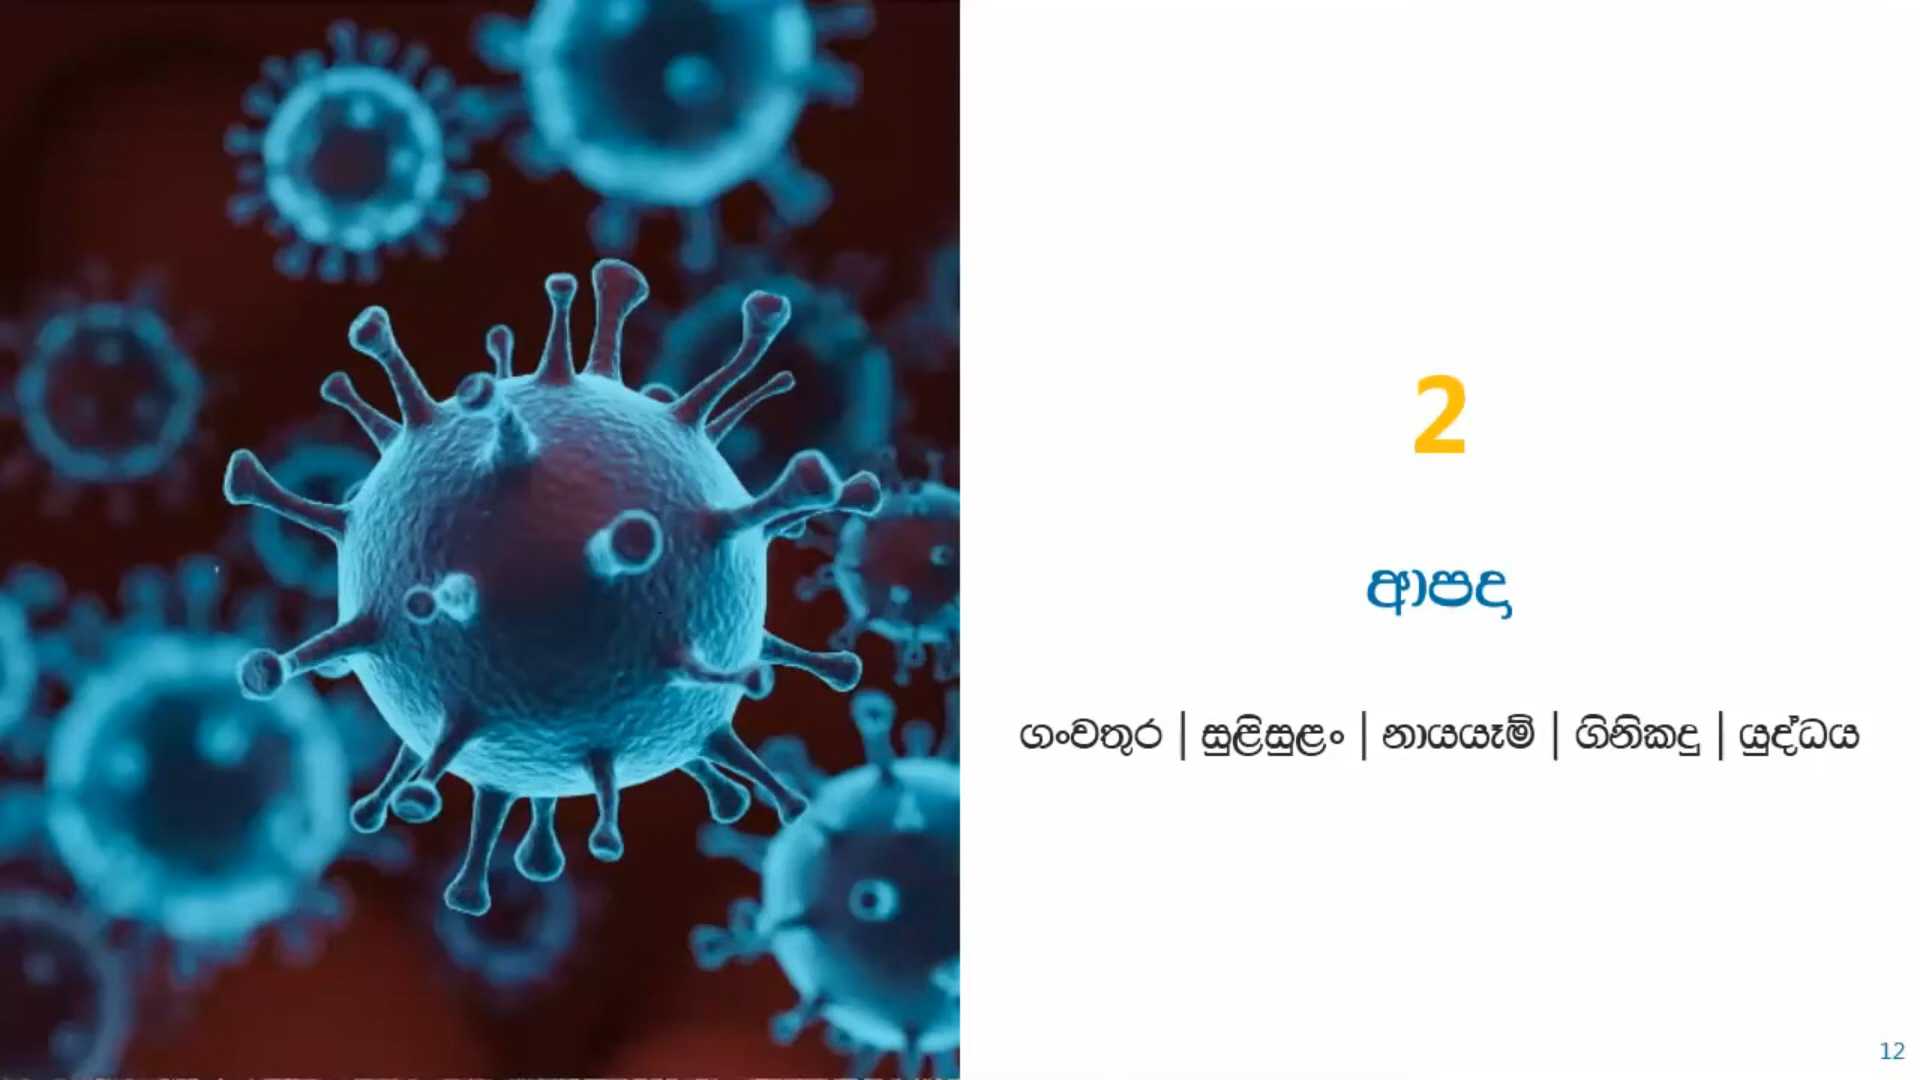 2
ආපදා
ගංවතුර | සුළිසුළං | නායයෑම් | ගිනිකඳු | යුද්ධය
12